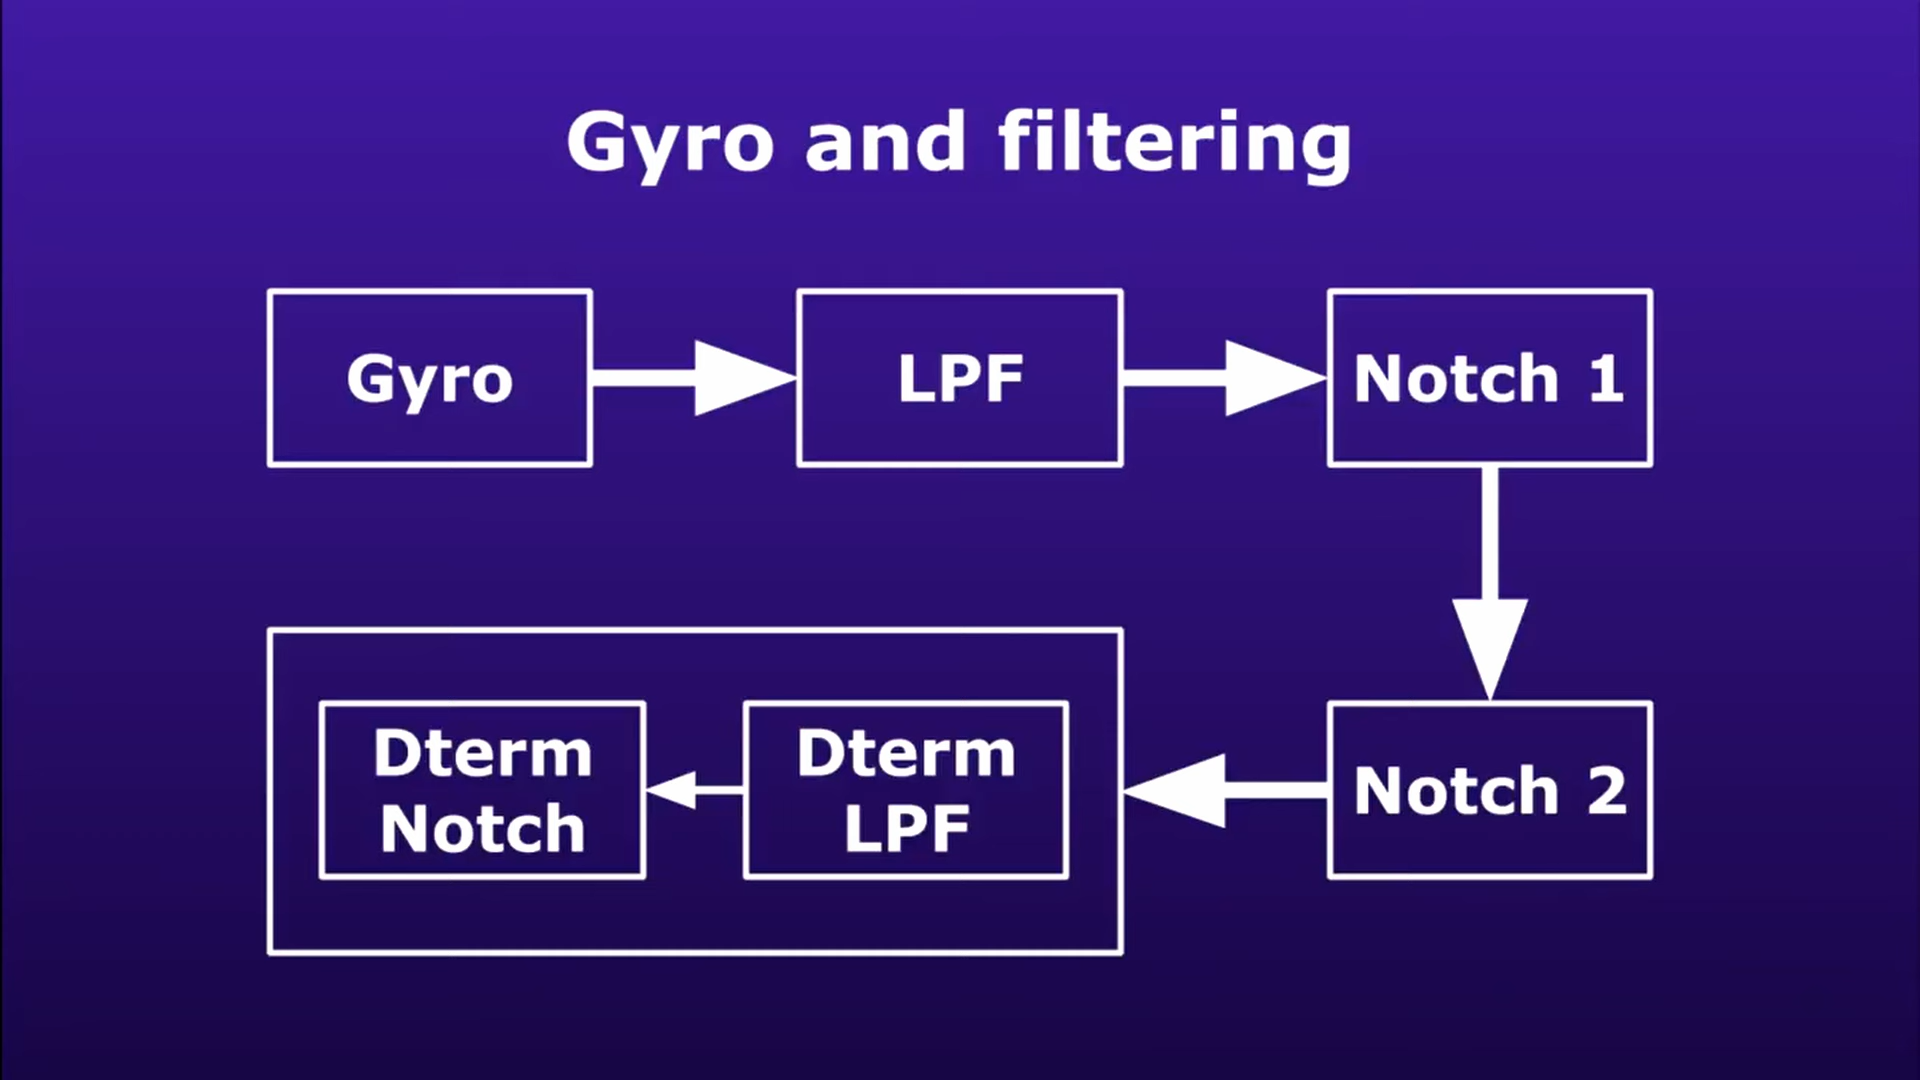 Gyro and filtering
Gyro
LPF
Notch 1
Dterm
Notch
Dterm
LPF
Notch 2